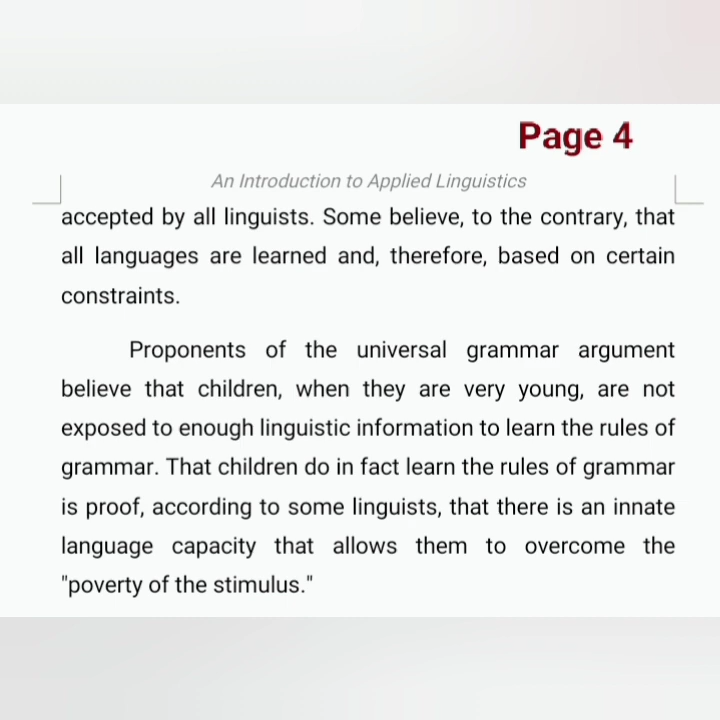 Page 4
An Introduction to Applied Linguistics
accepted by all linguists. Some believe, to the contrary, that
all languages are learned and, therefore, based on certain
constraints.
Proponents of the universal grammar argument
believe that children, when they are very young, are not
exposed to enough linguistic information to learn the rules of
grammar. That children do in fact learn the rules of grammar
is proof, according to some linguists, that there is an innate
language capacity that allows them to overcome the
"poverty of the stimulus."